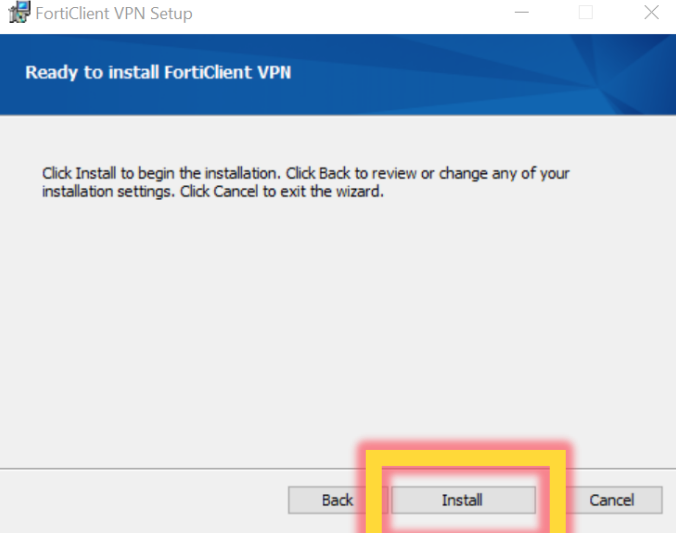 FortiClient VPN Setup
Ready to install FortiClient VPN
Click Install to begin the installation. Click Back to review or change any of your
installation settings. Click Cancel to exit the wizard.
Back Install Cancel